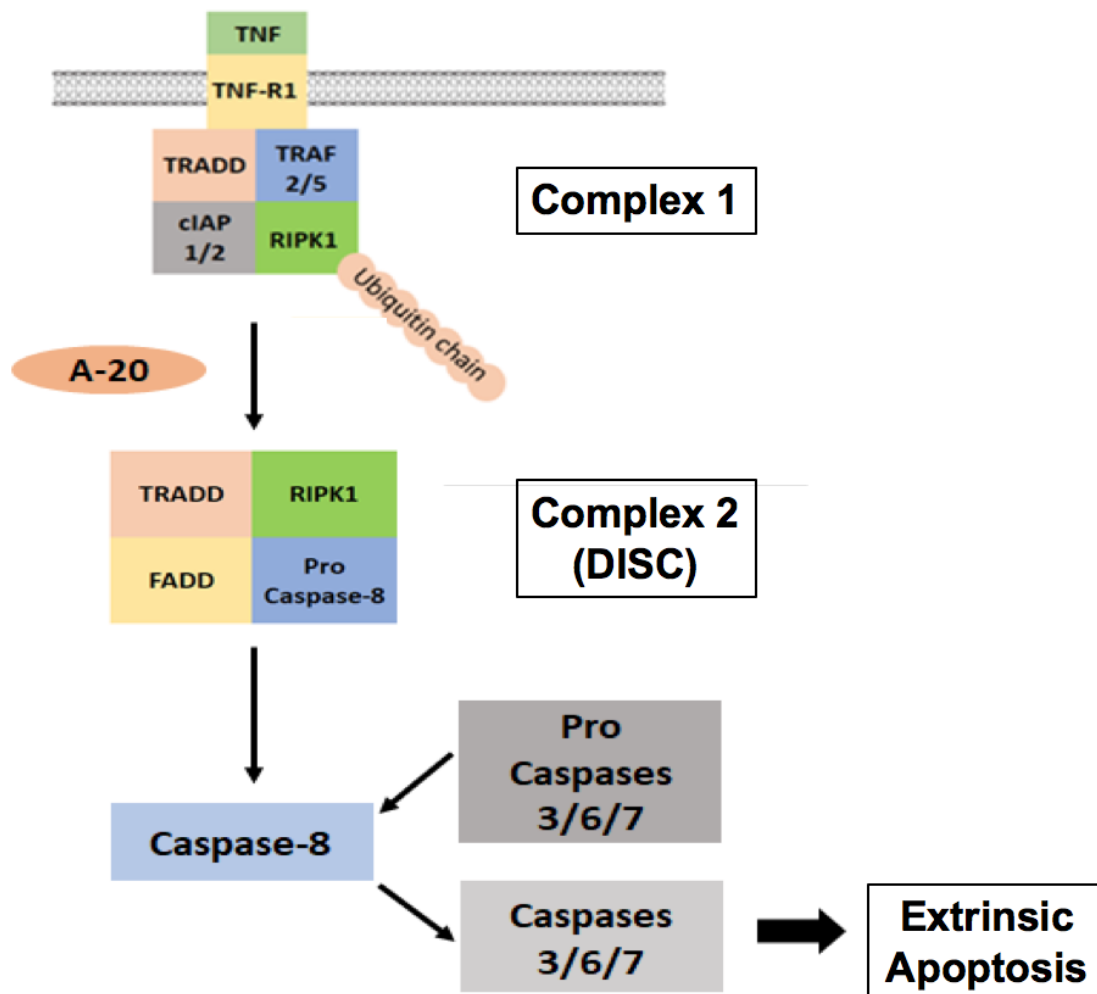 TNF
TNF-R1
TRADD
TRAF
2/5
cIAP
1/2
RIPK1
Ubiquitin chain
Complex 1
A-20
TRADD
RIPK1
FADD
Pro
Caspase-8
Complex 2
(DISC)
Pro
Caspases
3/6/7
Caspase-8
Caspases
3/6/7
Extrinsic
Apoptosis